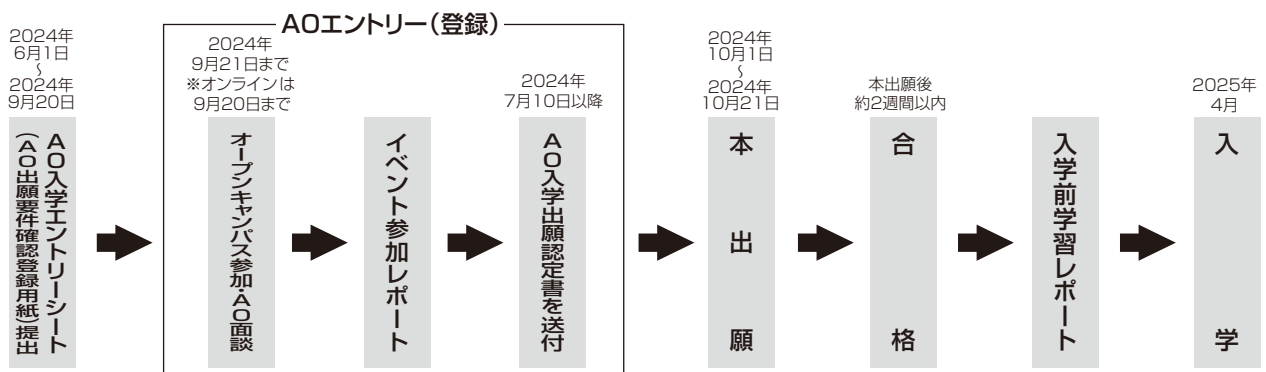 AOエントリー(登録)
2024年
6月1日
〜
2024年
9月20日
AO入学エントリーシート
(AO出願要件確認登録用紙)提出
2024年
9月21日まで
※オンラインは
9月20日まで
オープンキャンパス参加・AO面談
イベント参加レポート
2024年
7月10日以降
AO入学出願認定書を送付
2024年
10月1日
〜
2024年
10月21日
本出願
本出願後
約2週間以内
合格
入学前学習レポート
2025年
4月
入学